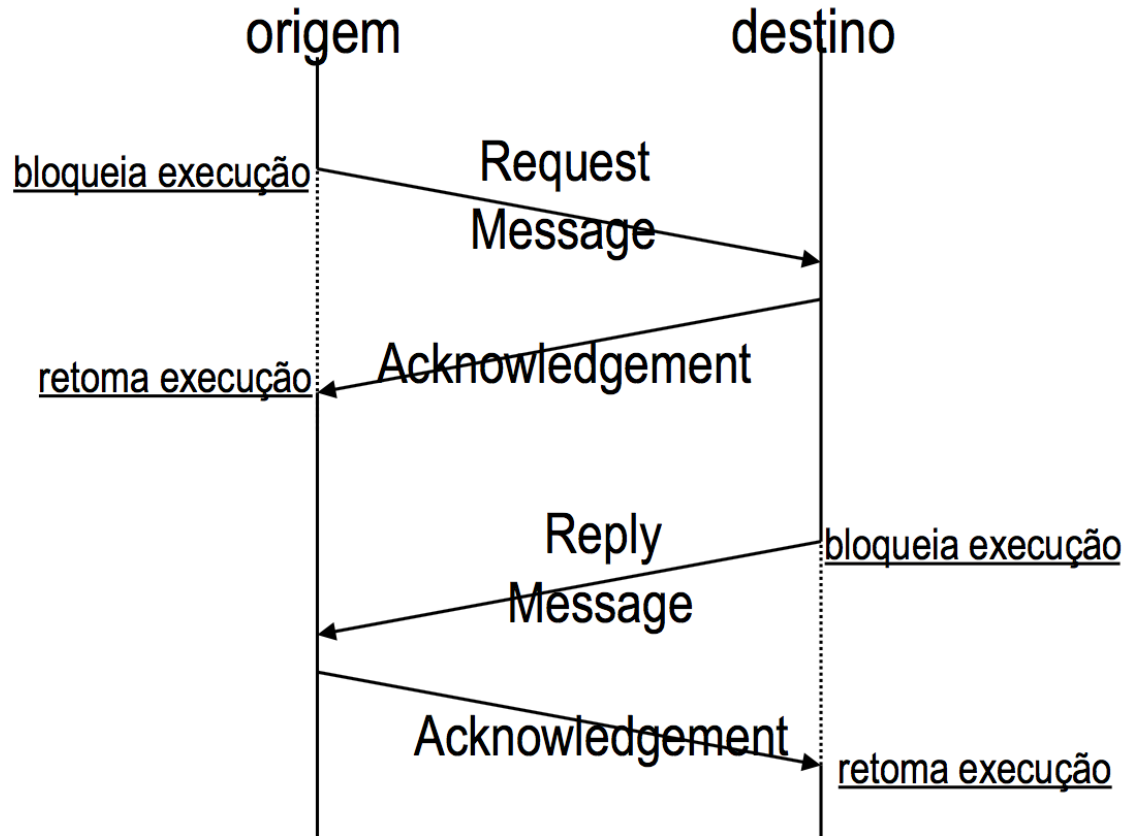 origem
destino
bloqueia execução
Request
Message
Acknowledgement
retoma execução
Reply
bloqueia execução
Message
Acknowledgement
retoma execução